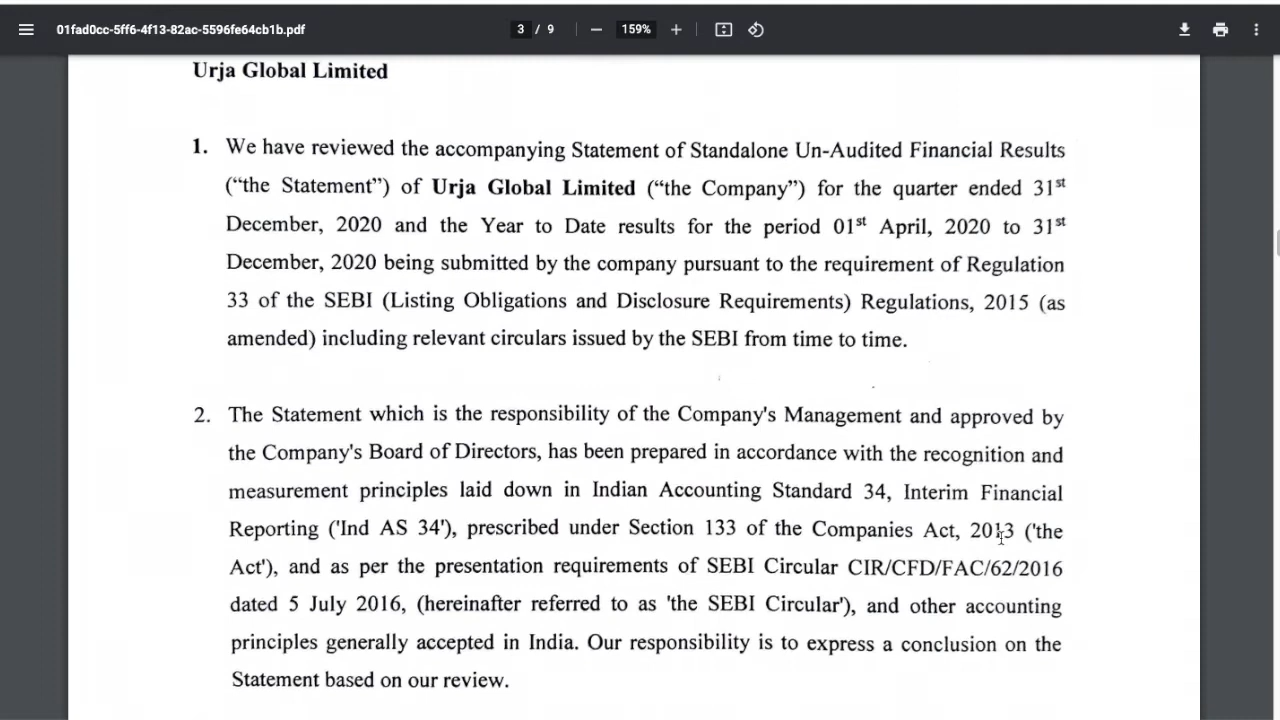 01fad0cc-5ff6-4f13-82ac-5596fe64cb1b.pdf
3 / 9
159%
Urja Global Limited
1. We have reviewed the accompanying Statement of Standalone Un-Audited Financial Results
(“the Statement”) of Urja Global Limited (“the Company”) for the quarter ended 31st
December, 2020 and the Year to Date results for the period 01st April, 2020 to 31st
December, 2020 being submitted by the company pursuant to the requirement of Regulation
33 of the SEBI (Listing Obligations and Disclosure Requirements) Regulations, 2015 (as
amended) including relevant circulars issued by the SEBI from time to time.
2. The Statement which is the responsibility of the Company's Management and approved by
the Company's Board of Directors, has been prepared in accordance with the recognition and
measurement principles laid down in Indian Accounting Standard 34, Interim Financial
Reporting ('Ind AS 34'), prescribed under Section 133 of the Companies Act, 2013 ('the
Act'), and as per the presentation requirements of SEBI Circular CIR/CFD/FAC/62/2016
dated 5 July 2016, (hereinafter referred to as 'the SEBI Circular'), and other accounting
principles generally accepted in India. Our responsibility is to express a conclusion on the
Statement based on our review.